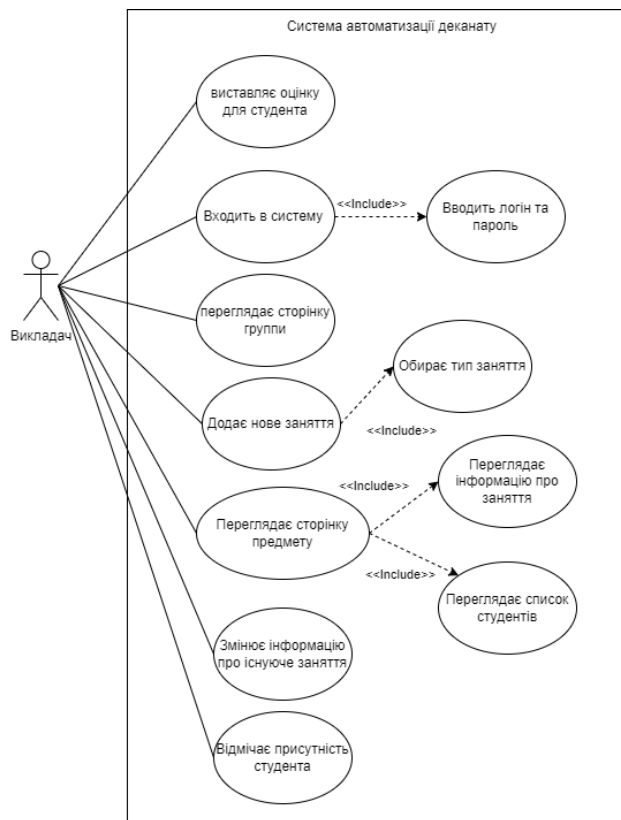 Система автоматизації деканату
виставляє оцінку
для студента
<<Include>>
Входить в систему
Вводить логін та
пароль
переглядає сторінку
группи
Викладач
Обирає тип заняття
Додає нове заняття
<<Include>>
Переглядає
інформацію про
заняття
<<Include>>
Переглядає сторінку
предмету
<<Include>>
Переглядає список
студентів
Змінює інформацію
про існуюче заняття
Відмічає присутність
студента